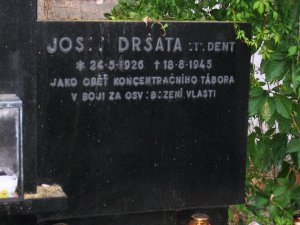 DRŠATA
* 24-5-1926 † 18-8-1945
JAKO OBĚŤ KONCENTRAČNÍHO TÁBORA
V BOJI ZA VLASTI